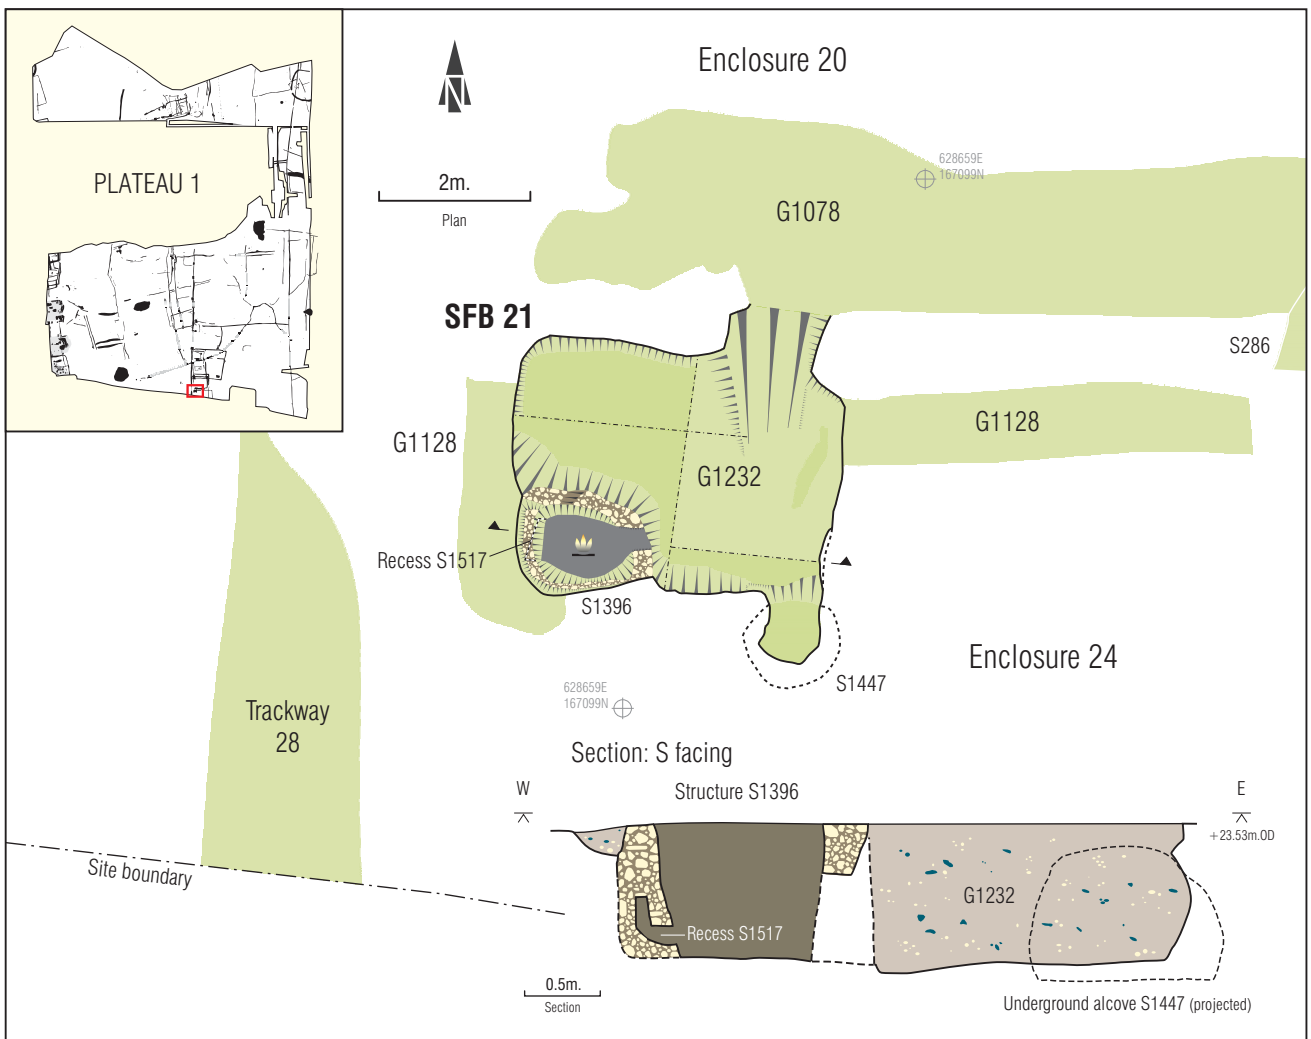 PLATEAU 1
N
Enclosure 20
2m.
Plan
628659E
167099N
G1078
SFB 21
S286
G1128
G1128
G1232
Recess S1517
S1396
Enclosure 24
S1447
628659E
167099N
Trackway
28
Site boundary
Section: S facing
W
Structure S1396
E
+23.53m.OD
G1232
Recess S1517
0.5m.
Section
Underground alcove S1447 (projected)